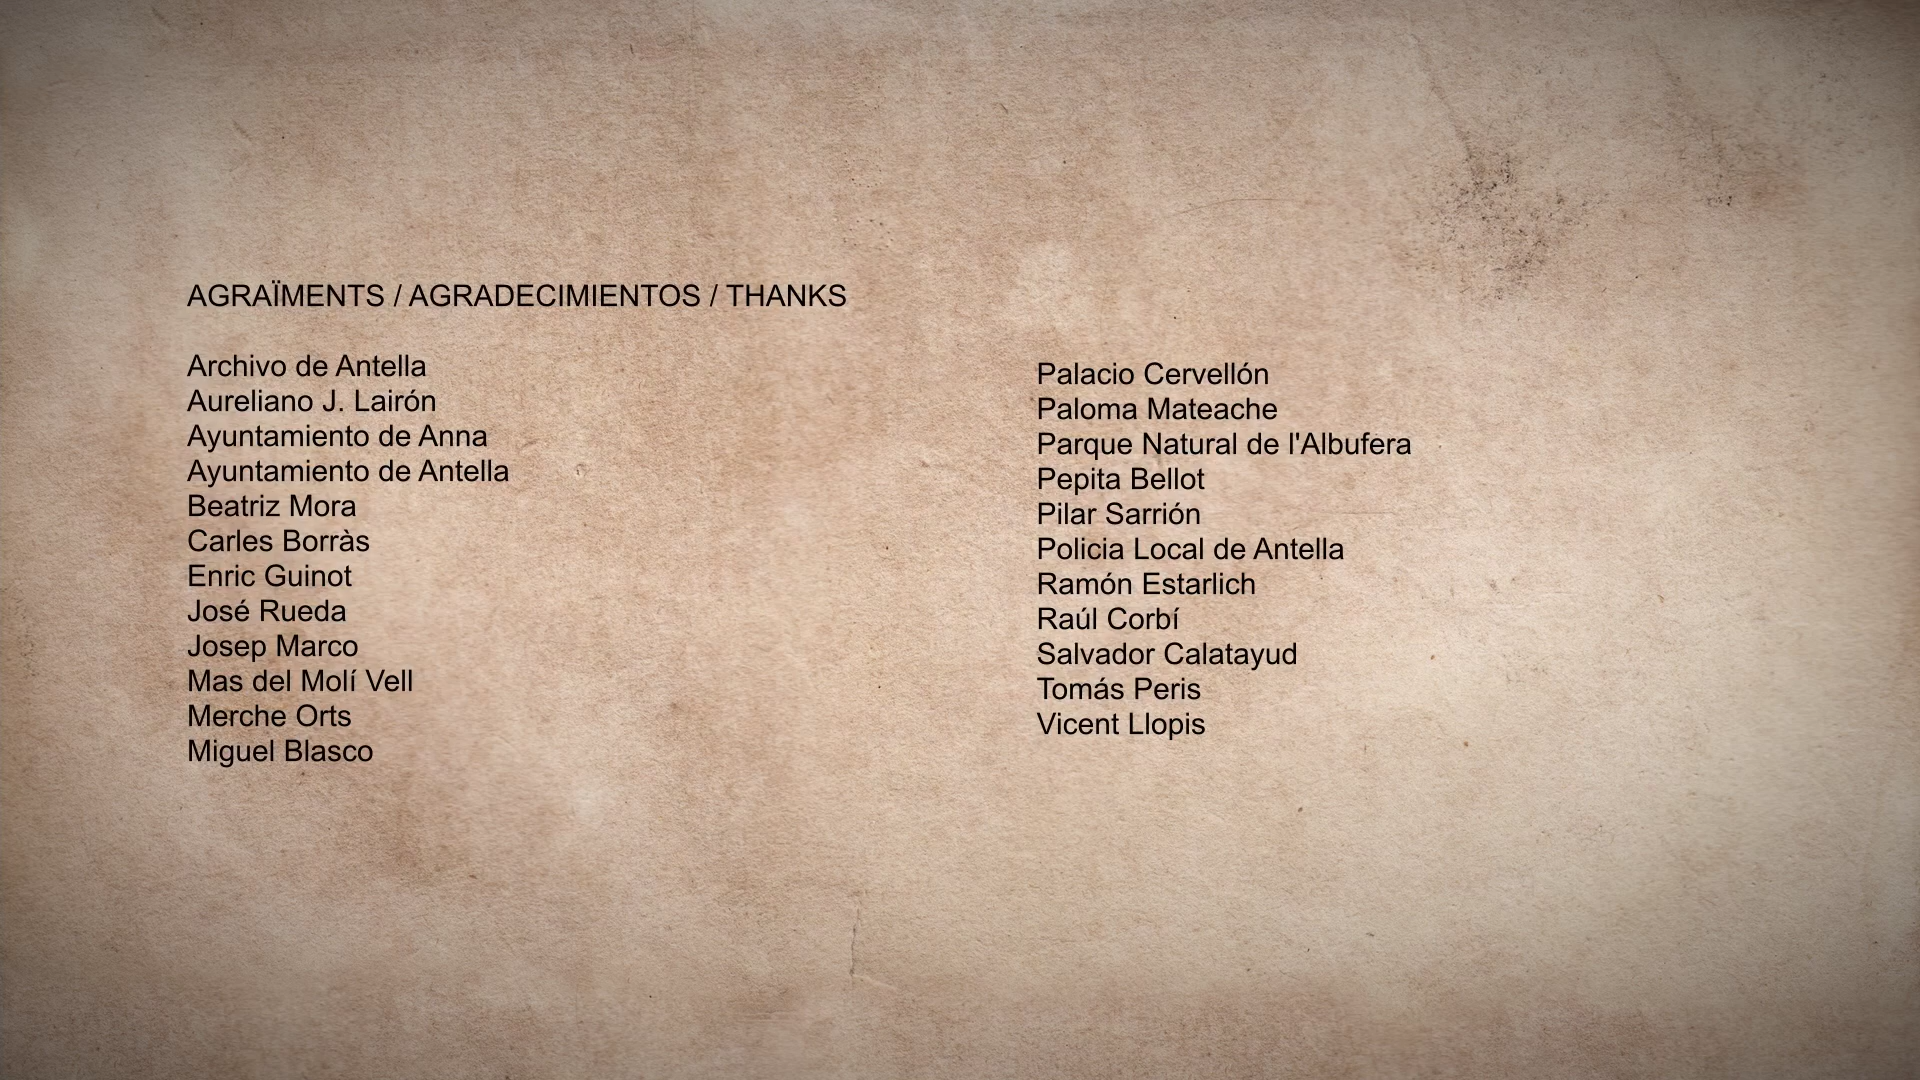 AGRAÏMENTS / AGRADECIMIENTOS / THANKS
Archivo de Antella
Aureliano J. Lairón
Ayuntamiento de Anna
Ayuntamiento de Antella
Beatriz Mora
Carles Borràs
Enric Guinot
José Rueda
Josep Marco
Mas del Molí Vell
Merche Orts
Miguel Blasco
Palacio Cervellón
Paloma Mateache
Parque Natural de l'Albufera
Pepita Bellot
Pilar Sarrión
Policia Local de Antella
Ramón Estarlich
Raúl Corbí
Salvador Calatayud
Tomás Peris
Vicent Llopis